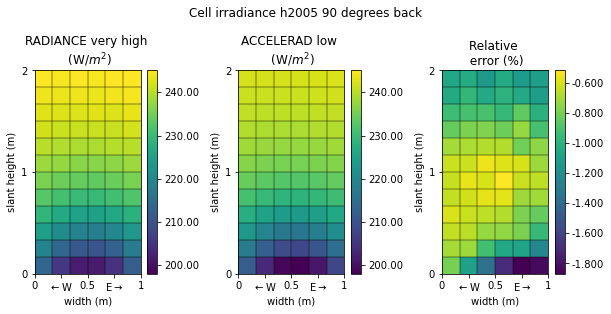 Cell irradiance h2005 90 degrees back
RADIANCE very high
(W/m²)
2
1
0
slant height (m)
0 ←W 0.5 E→ 1
width (m)
240.00
230.00
220.00
210.00
200.00
ACCELERAD low
(W/m²)
2
1
0
slant height (m)
0 ←W 0.5 E→ 1
width (m)
240.00
230.00
220.00
210.00
200.00
Relative
error (%)
2
1
0
slant height (m)
0 ←W 0.5 E→ 1
width (m)
-0.600
-0.800
-1.000
-1.200
-1.400
-1.600
-1.800